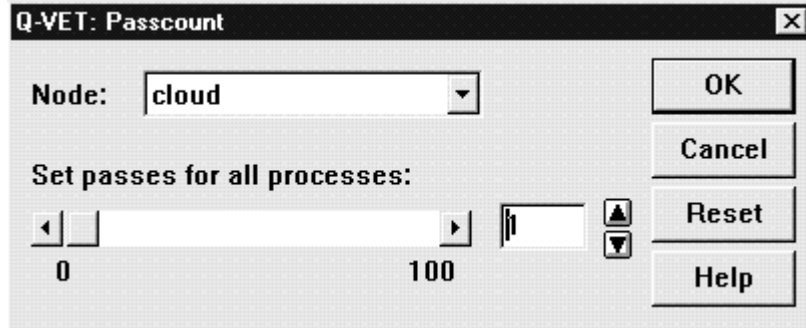 Q-VET: Passcount
Node: cloud
OK
Cancel
Set passes for all processes:
Reset
1
0 100
Help